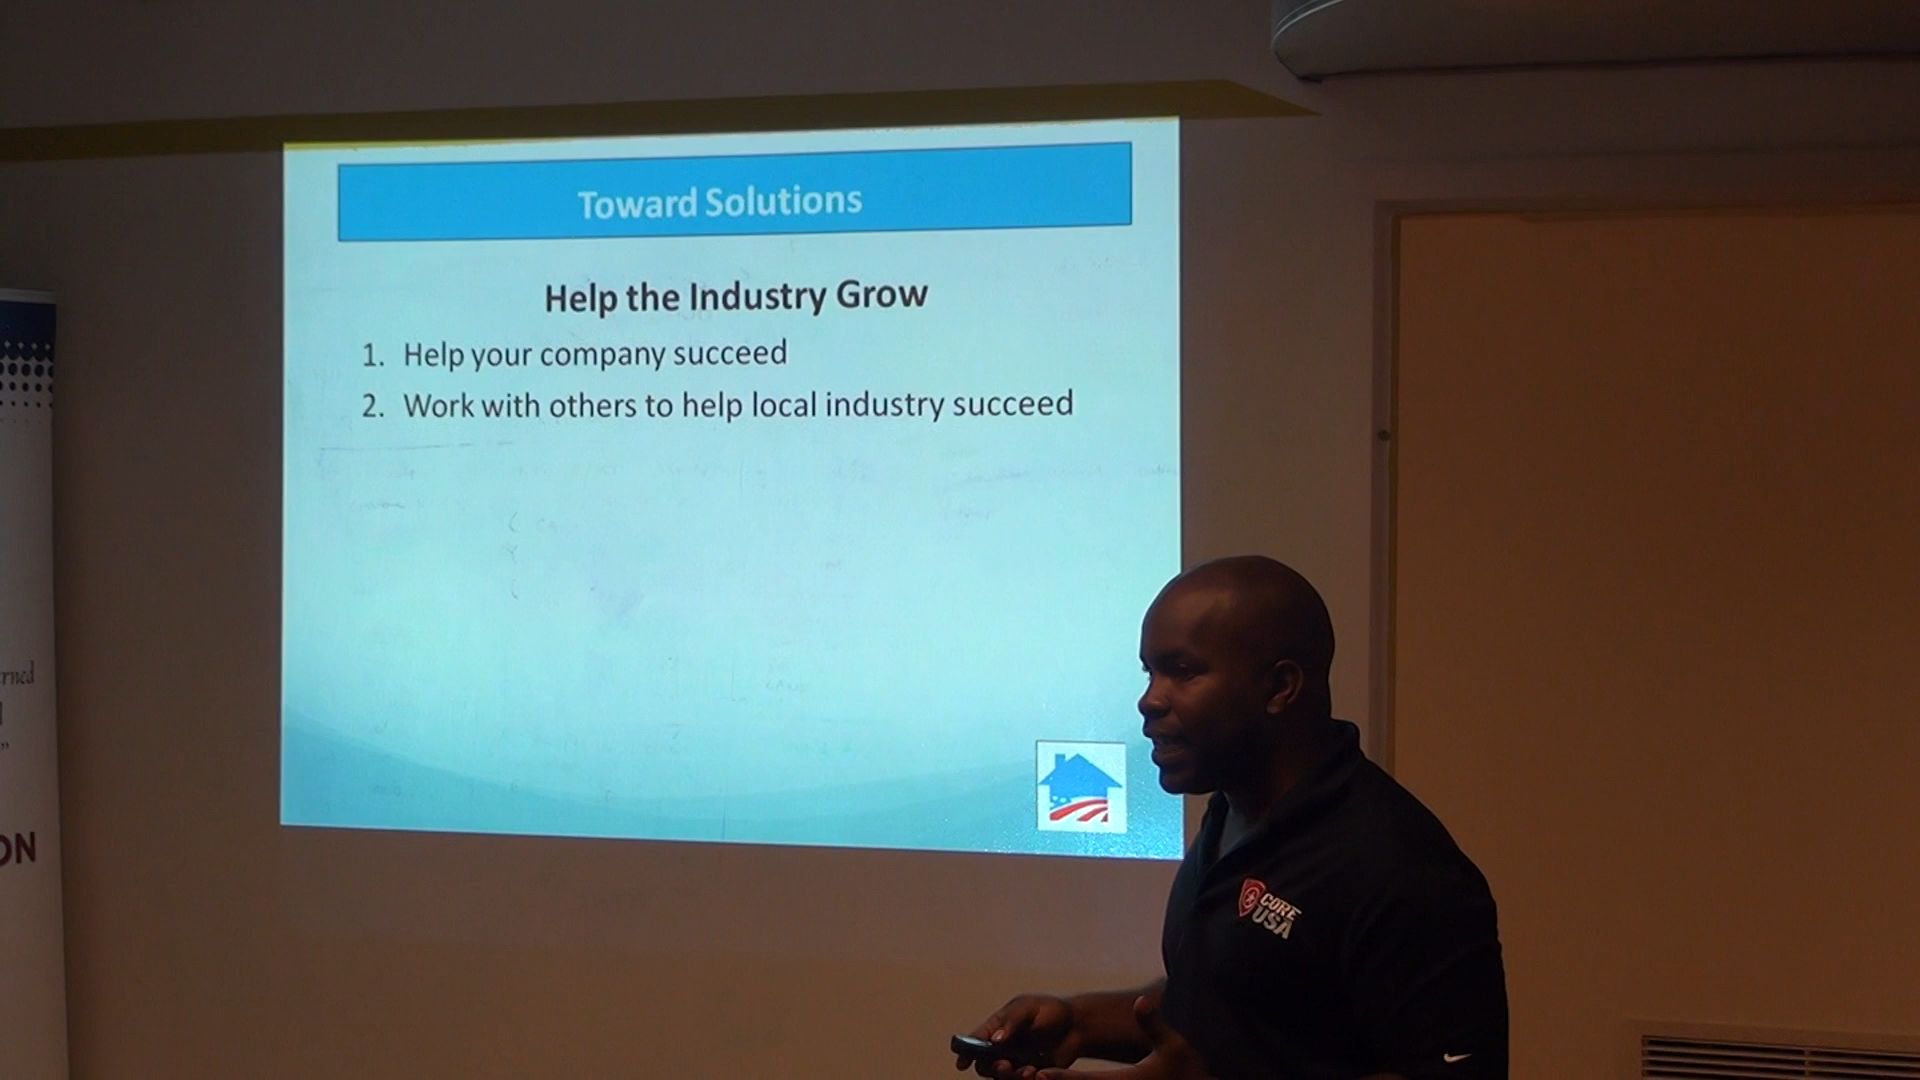 Toward Solutions
Help the Industry Grow
1. Help your company succeed
2. Work with others to help local industry succeed
CORE
USA
rned
”
ON